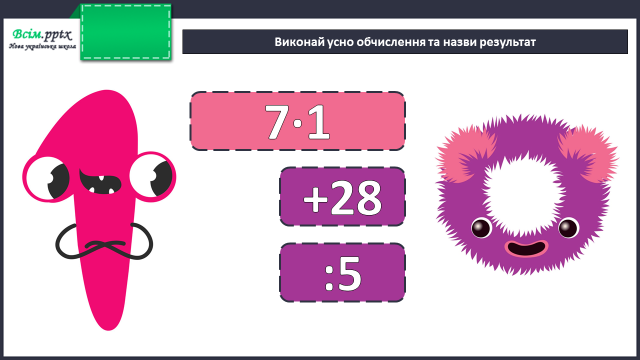 Всім.pptx
Нова українська школа
Виконай усно обчислення та назви результат
7·1
+28
:5